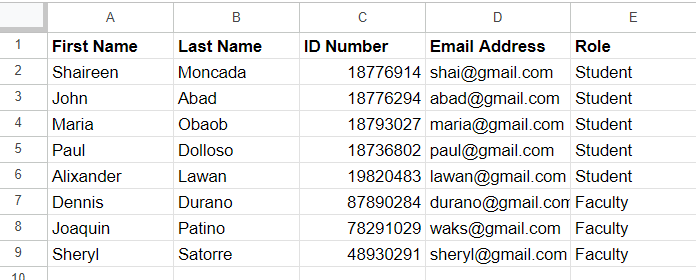 A B C D E
1 First Name Last Name ID Number Email Address Role
2 Shaireen Moncada 18776914 shai@gmail.com Student
3 John Abad 18776294 abad@gmail.com Student
4 Maria Obaob 18793027 maria@gmail.com Student
5 Paul Dolloso 18736802 paul@gmail.com Student
6 Alixander Lawan 19820483 lawan@gmail.com Student
7 Dennis Durano 87890284 durano@gmail.com Faculty
8 Joaquin Patino 78291029 waks@gmail.com Faculty
9 Sheryl Satorre 48930291 sheryl@gmail.com Faculty
10